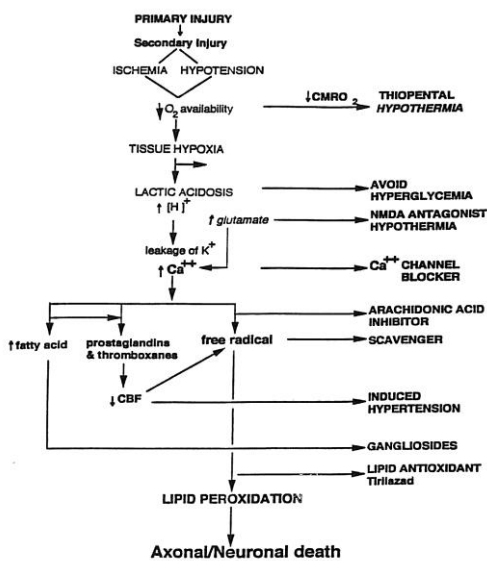 PRIMARY INJURY
Secondary Injury
ISCHEMIA HYPOTENSION
↓ O2 availability
↓CMRO2
THIOPENTAL
HYPOTHERMIA
TISSUE HYPOXIA
LACTIC ACIDOSIS
↑ [H]+
AVOID
HYPERGLYCEMIA
↑ glutamate
NMDA ANTAGONIST
HYPOTHERMIA
leakage of K+
↑ Ca++
Ca++ CHANNEL
BLOCKER
ARACHIDONIC ACID
INHIBITOR
↑fatty acid
prostaglandins
& thromboxanes
free radical
SCAVENGER
↓ CBF
INDUCED
HYPERTENSION
GANGLIOSIDES
LIPID ANTIOXIDANT
Tirilazad
LIPID PEROXIDATION
Axonal/Neuronal death